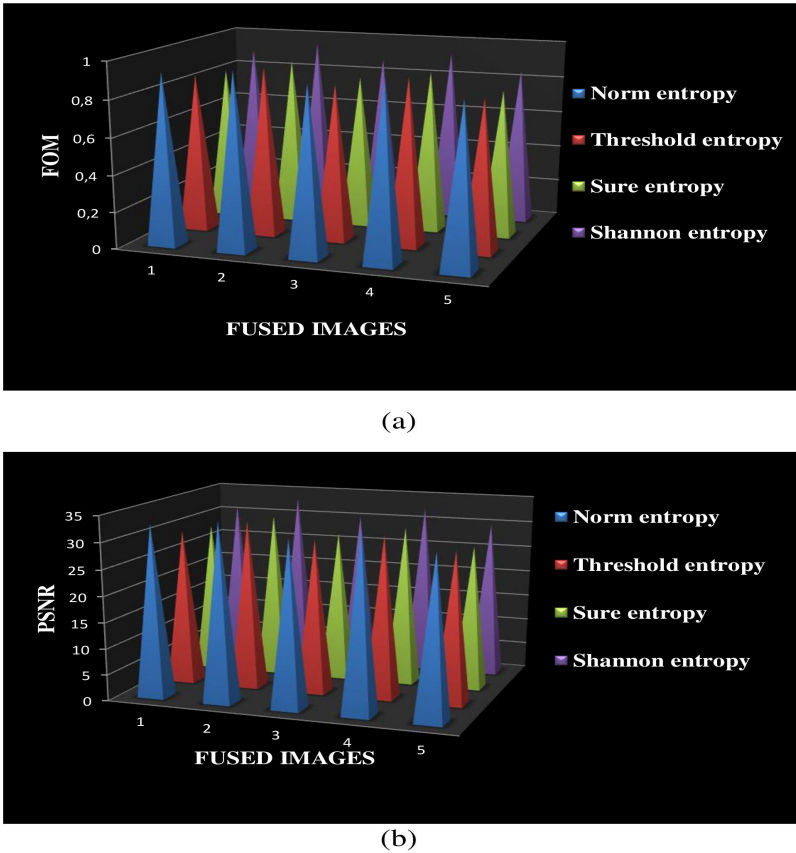 1
0,8
0,6
0,4
0,2
0
FOM
1
2
3
4
5
FUSED IMAGES
Norm entropy
Threshold entropy
Sure entropy
Shannon entropy
(a)
35
30
25
20
15
10
5
0
PSNR
1
2
3
4
5
FUSED IMAGES
Norm entropy
Threshold entropy
Sure entropy
Shannon entropy
(b)